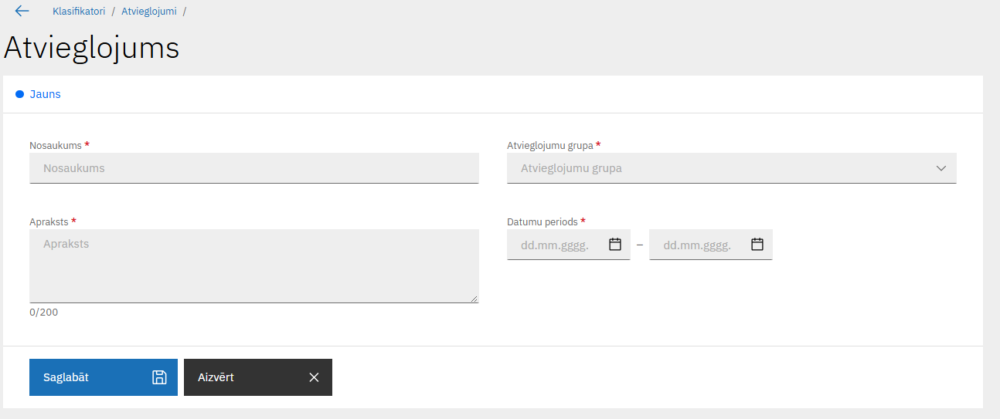 Klasifikatori / Atvieglojumi /
Atvieglojums
Jauns
Nosaukums *
Nosaukums
Atvieglojumu grupa *
Atvieglojumu grupa
Apraksts *
Apraksts
0/200
Datumu periods *
dd.mm.gggg. – dd.mm.gggg.
Saglabāt
Aizvērt